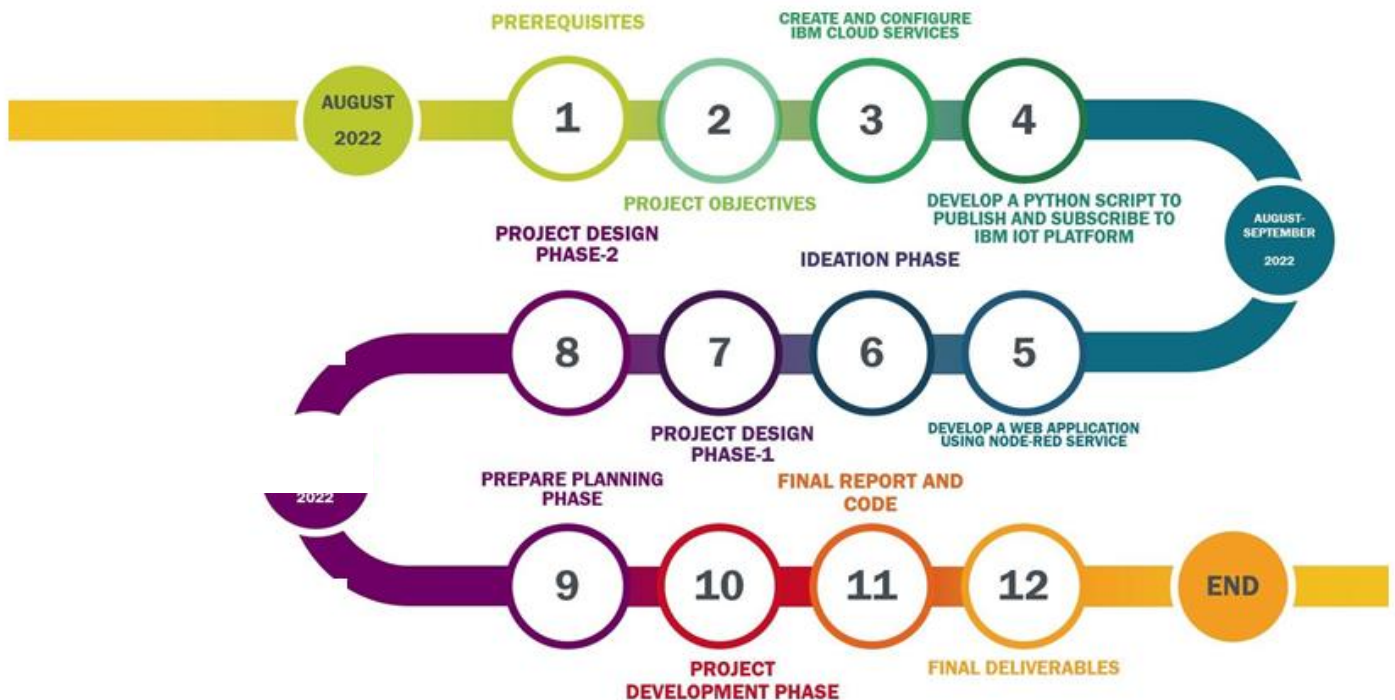 PREREQUISITES
CREATE AND CONFIGURE
IBM CLOUD SERVICES
AUGUST
2022
1
2
3
4
PROJECT OBJECTIVES
DEVELOP A PYTHON SCRIPT TO
PUBLISH AND SUBSCRIBE TO
IBM IOT PLATFORM
AUGUST-
SEPTEMBER
2022
PROJECT DESIGN
PHASE-2
IDEATION PHASE
8
7
6
5
PROJECT DESIGN
PHASE-1
DEVELOP A WEB APPLICATION
USING NODE-RED SERVICE
2022
PREPARE PLANNING
PHASE
FINAL REPORT AND
CODE
9
10
11
12
END
PROJECT
DEVELOPMENT PHASE
FINAL DELIVERABLES